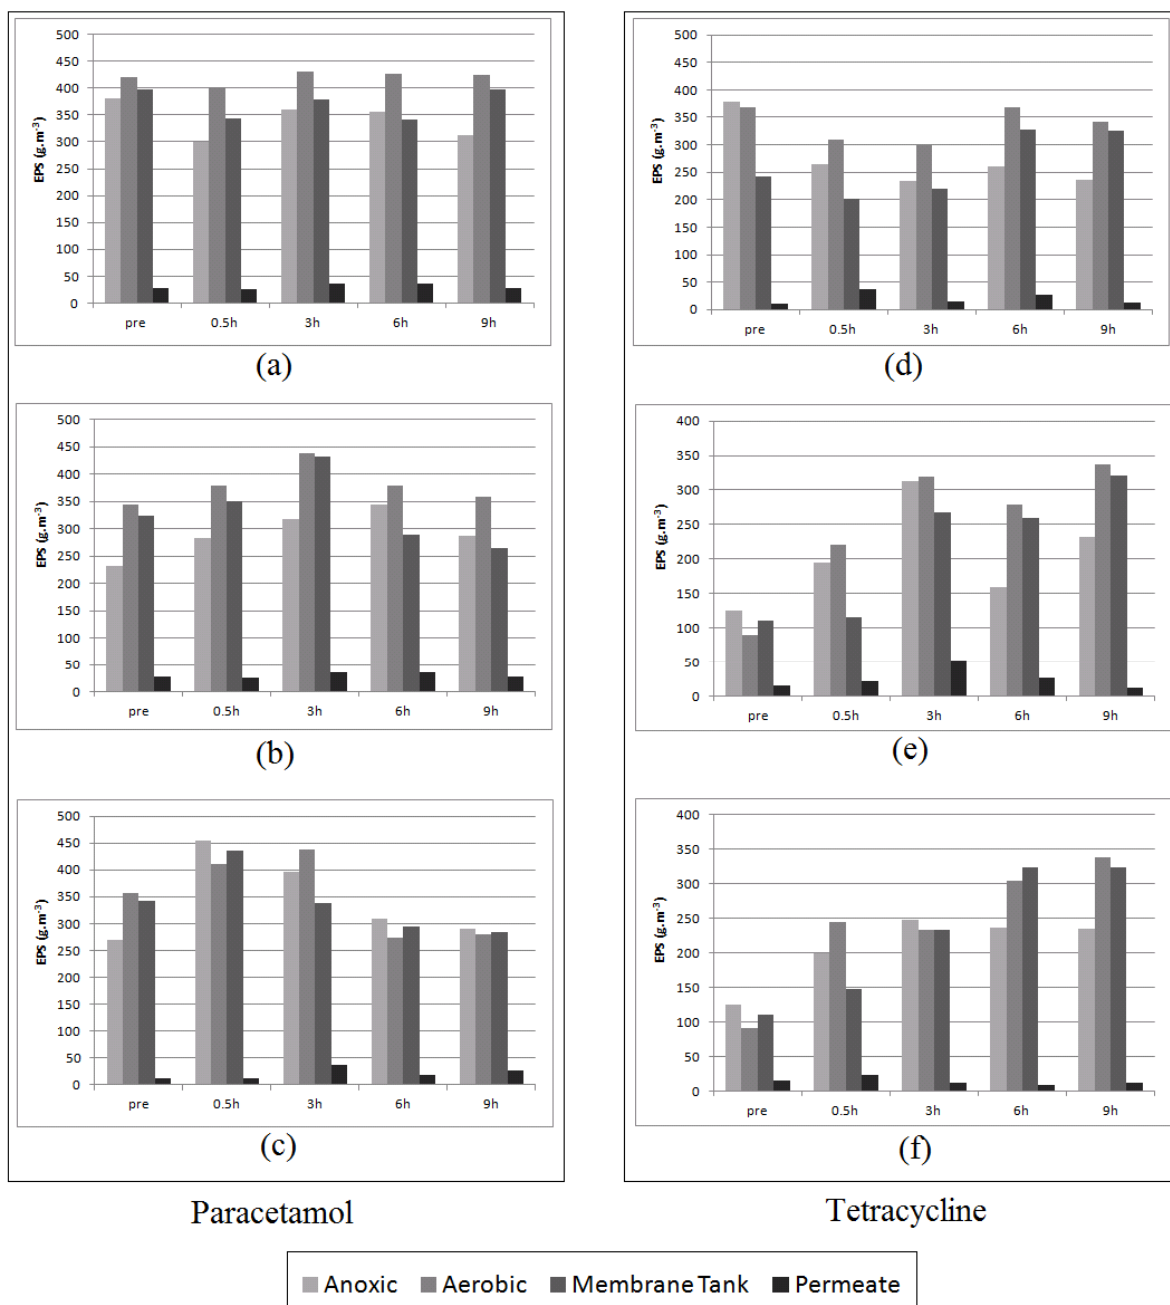 500
450
400
350
300
250
200
150
100
50
0
EPS (g.m-3)
pre 0.5h 3h 6h 9h
(a)
500
450
400
350
300
250
200
150
100
50
0
EPS (g.m-3)
pre 0.5h 3h 6h 9h
(b)
500
450
400
350
300
250
200
150
100
50
0
EPS (g.m-3)
pre 0.5h 3h 6h 9h
(c)
Paracetamol
500
450
400
350
300
250
200
150
100
50
0
EPS (g.m-3)
pre 0.5h 3h 6h 9h
(d)
400
350
300
250
200
150
100
50
0
EPS (g.m-3)
pre 0.5h 3h 6h 9h
(e)
400
350
300
250
200
150
100
50
0
EPS (g.m-3)
pre 0.5h 3h 6h 9h
(f)
Tetracycline
Anoxic Aerobic Membrane Tank Permeate